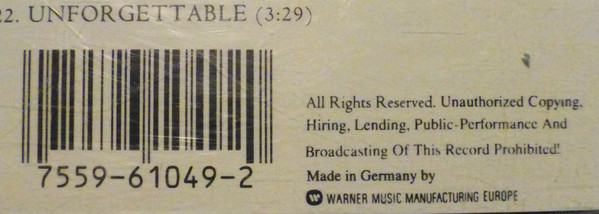 22. UNFORGETTABLE (3:29)
7559-61049-2
All Rights Reserved. Unauthorized Copying,
Hiring, Lending, Public-Performance And
Broadcasting Of This Record Prohibited!
Made in Germany by
WARNER MUSIC MANUFACTURING EUROPE